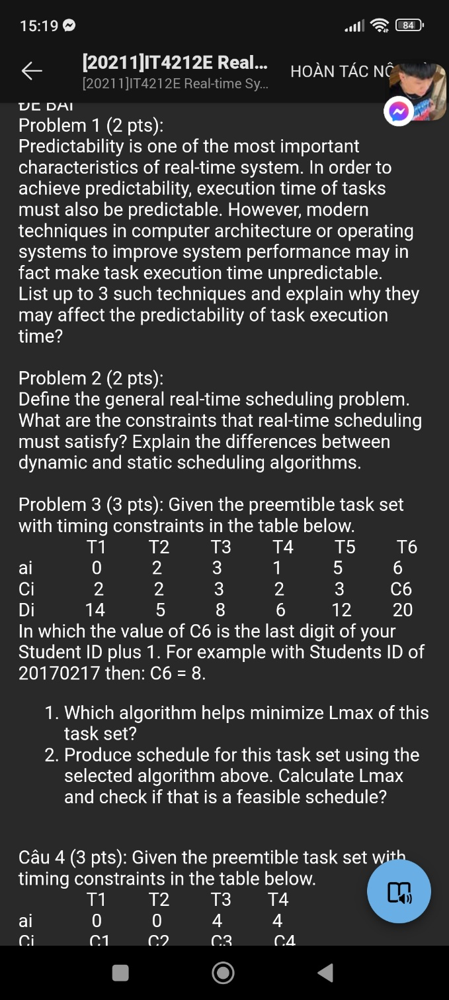 15:19
84
[20211]IT4212E Real...
[20211]IT4212E Real-time Sy...
HOÀN TÁC
ĐỀ BÀI
Problem 1 (2 pts):
Predictability is one of the most important
characteristics of real-time system. In order to
achieve predictability, execution time of tasks
must also be predictable. However, modern
techniques in computer architecture or operating
systems to improve system performance may in
fact make task execution time unpredictable.
List up to 3 such techniques and explain why they
may affect the predictability of task execution
time?
Problem 2 (2 pts):
Define the general real-time scheduling problem.
What are the constraints that real-time scheduling
must satisfy? Explain the differences between
dynamic and static scheduling algorithms.
Problem 3 (3 pts): Given the preemtible task set
with timing constraints in the table below.
T1 T2 T3 T4 T5 T6
ai 0 2 3 1 5 6
Ci 2 2 3 2 3 C6
Di 14 5 8 6 12 20
In which the value of C6 is the last digit of your
Student ID plus 1. For example with Students ID of
20170217 then: C6 = 8.
1. Which algorithm helps minimize Lmax of this
task set?
2. Produce schedule for this task set using the
selected algorithm above. Calculate Lmax
and check if that is a feasible schedule?
Câu 4 (3 pts): Given the preemtible task set with
timing constraints in the table below.
T1 T2 T3 T4
ai 0 0 4 4
Ci C1 C2 C3 C4